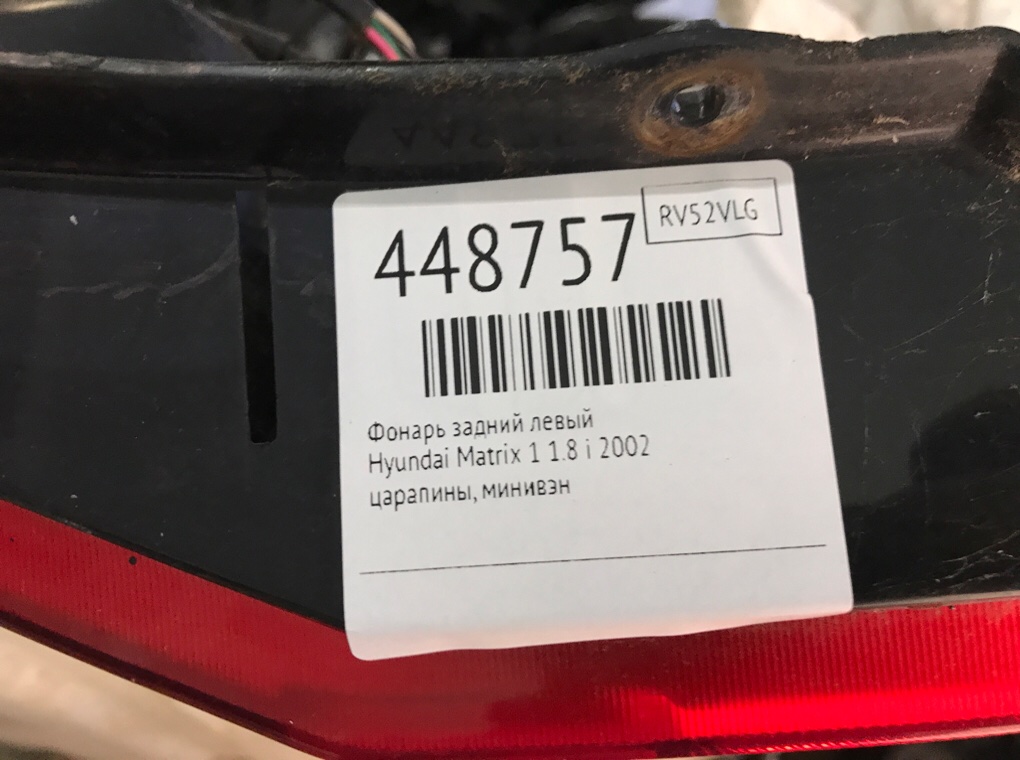 448757
RV52VLG
Фонарь задний левый
Hyundai Matrix 1 1.8 i 2002
царапины, минивэн